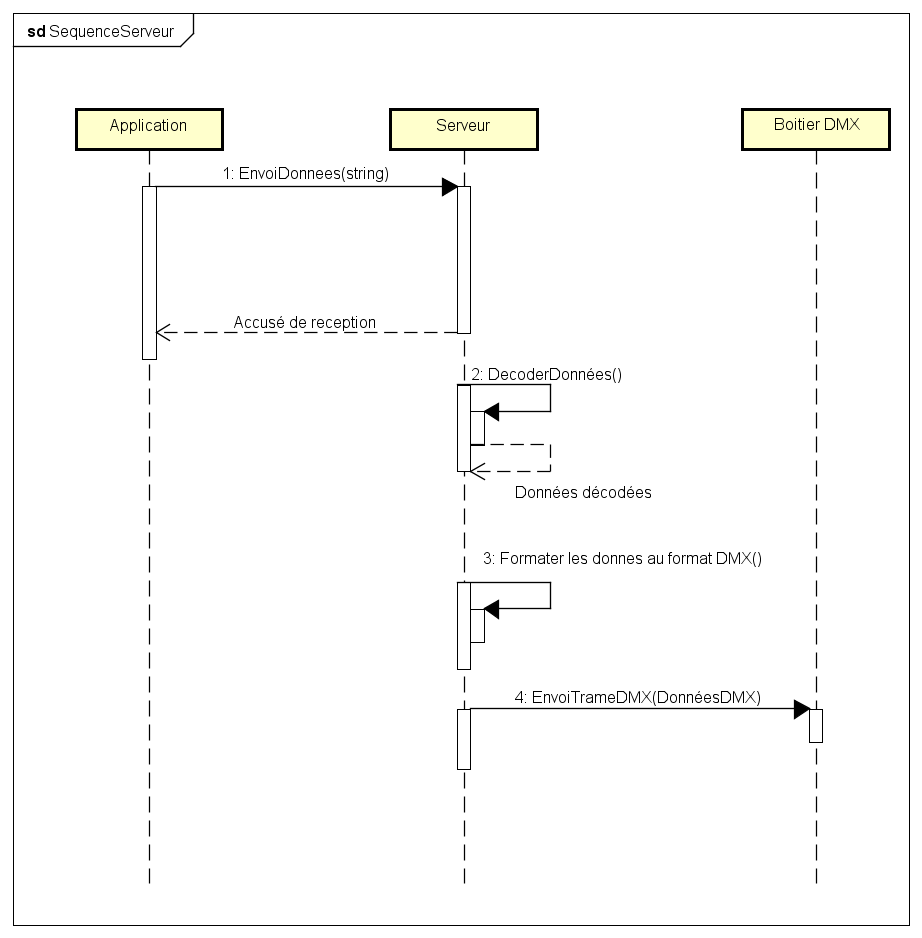 sd SequenceServeur
Application
Serveur
Boitier DMX
1: EnvoiDonnees(string)
Accusé de reception
2: DecoderDonnées()
Données décodées
3: Formater les donnes au format DMX()
4: EnvoiTrameDMX(DonnéesDMX)